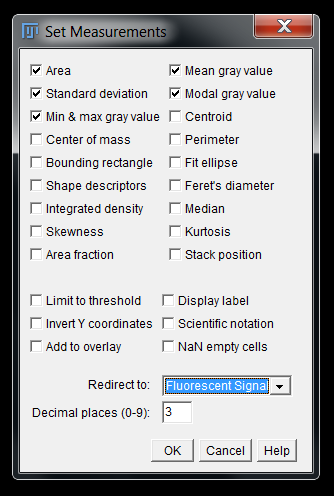 Set Measurements
Area Mean gray value
Standard deviation Modal gray value
Min & max gray value Centroid
Center of mass Perimeter
Bounding rectangle Fit ellipse
Shape descriptors Feret's diameter
Integrated density Median
Skewness Kurtosis
Area fraction Stack position
Limit to threshold Display label
Invert Y coordinates Scientific notation
Add to overlay NaN empty cells
Redirect to: Fluorescent Signa
Decimal places (0-9): 3
OK Cancel Help